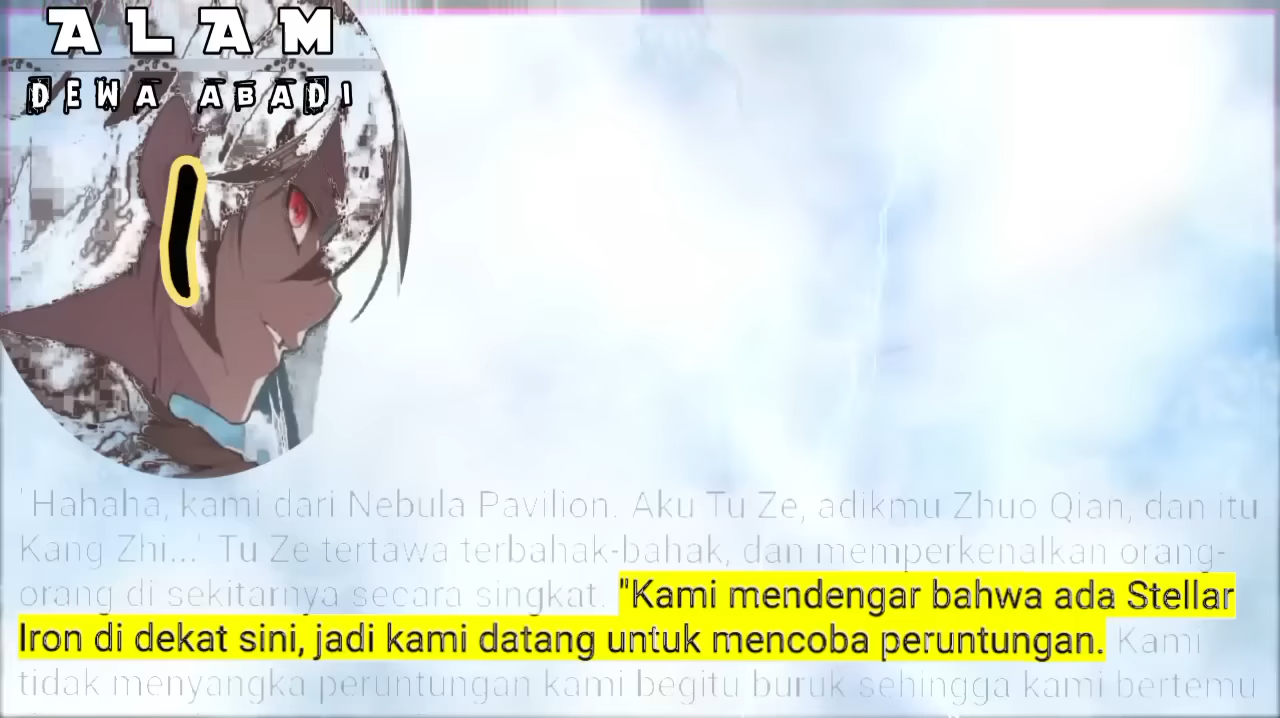 ALAM
DEWA ABADI
'Hahaha, kami dari Nebula Pavilion. Aku Tu Ze, adikmu Zhuo Qian, dan itu
Kang Zhi...' Tu Ze tertawa terbahak-bahak, dan memperkenalkan orang-
orang di sekitarnya secara singkat. "Kami mendengar bahwa ada Stellar
Iron di dekat sini, jadi kami datang untuk mencoba peruntungan. Kami
tidak menyangka peruntungan kami begitu buruk sehingga kami bertemu